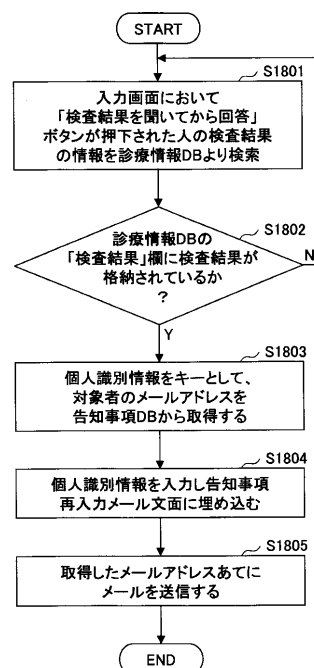 START
S1801
入力画面において
「検査結果を聞いてから回答」
ボタンが押下された人の検査結果
の情報を診療情報DBより検索
S1802
診療情報DBの
「検査結果」欄に検査結果が
格納されているか
?
N
Y
S1803
個人識別情報をキーとして、
対象者のメールアドレスを
告知事項DBから取得する
S1804
個人識別情報を入力し告知事項
再入力メール文面に埋め込む
S1805
取得したメールアドレスあてに
メールを送信する
END